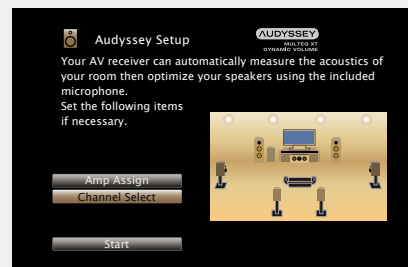 Audyssey Setup
AUDYSSEY
MULTEQ XT
DYNAMIC VOLUME
Your AV receiver can automatically measure the acoustics of
your room then optimize your speakers using the included
microphone.
Set the following items
if necessary.
Amp Assign
Channel Select
Start